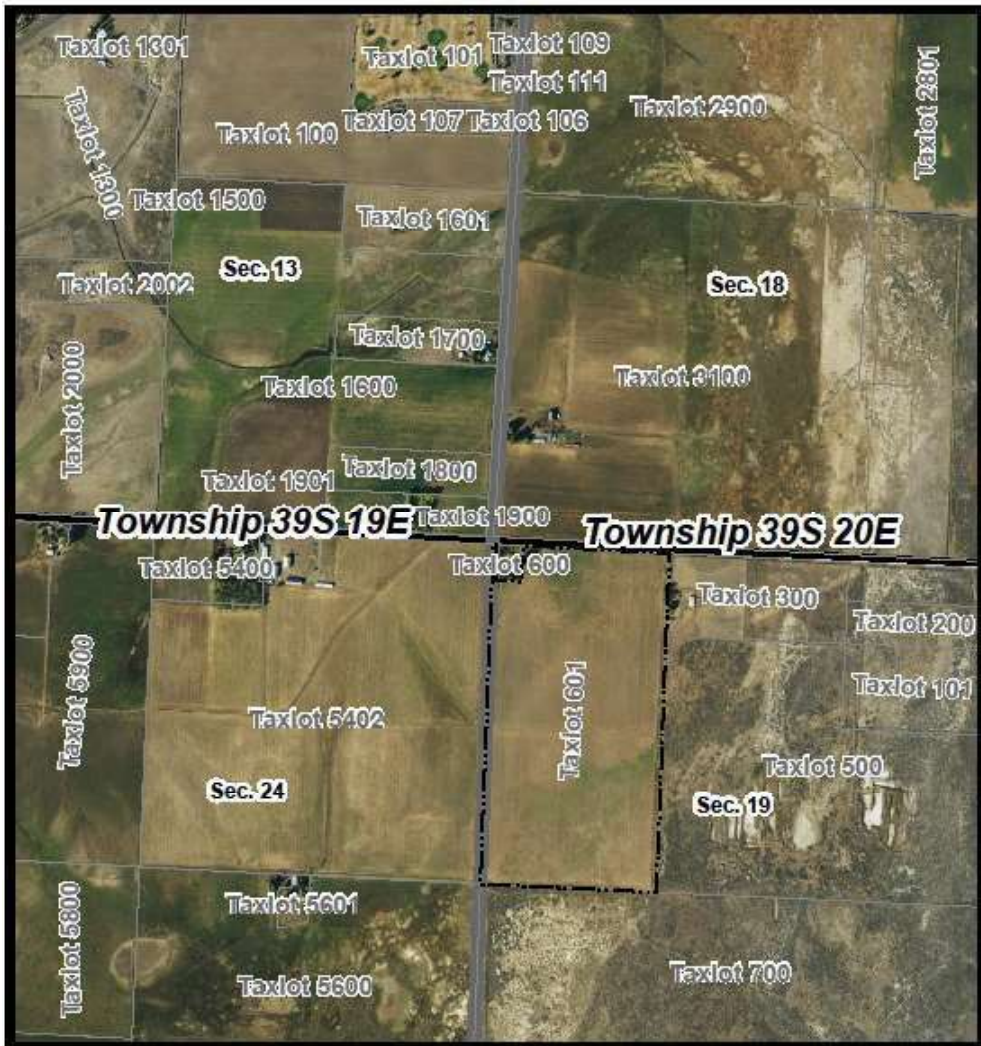 Taxlot 1301
Taxlot 101
Taxlot 109
Taxlot 111
Taxlot 2900
Taxlot 2801
Taxlot 1300
Taxlot 100
Taxlot 107
Taxlot 106
Taxlot 1500
Taxlot 1601
Sec. 13
Taxlot 2002
Sec. 18
Taxlot 1700
Taxlot 2000
Taxlot 1600
Taxlot 3100
Taxlot 1901
Taxlot 1800
Township 39S 19E
Taxlot 1900
Township 39S 20E
Taxlot 5400
Taxlot 600
Taxlot 300
Taxlot 200
Taxlot 5900
Taxlot 601
Taxlot 101
Taxlot 5402
Taxlot 500
Sec. 24
Sec. 19
Taxlot 5800
Taxlot 5601
Taxlot 5600
Taxlot 700